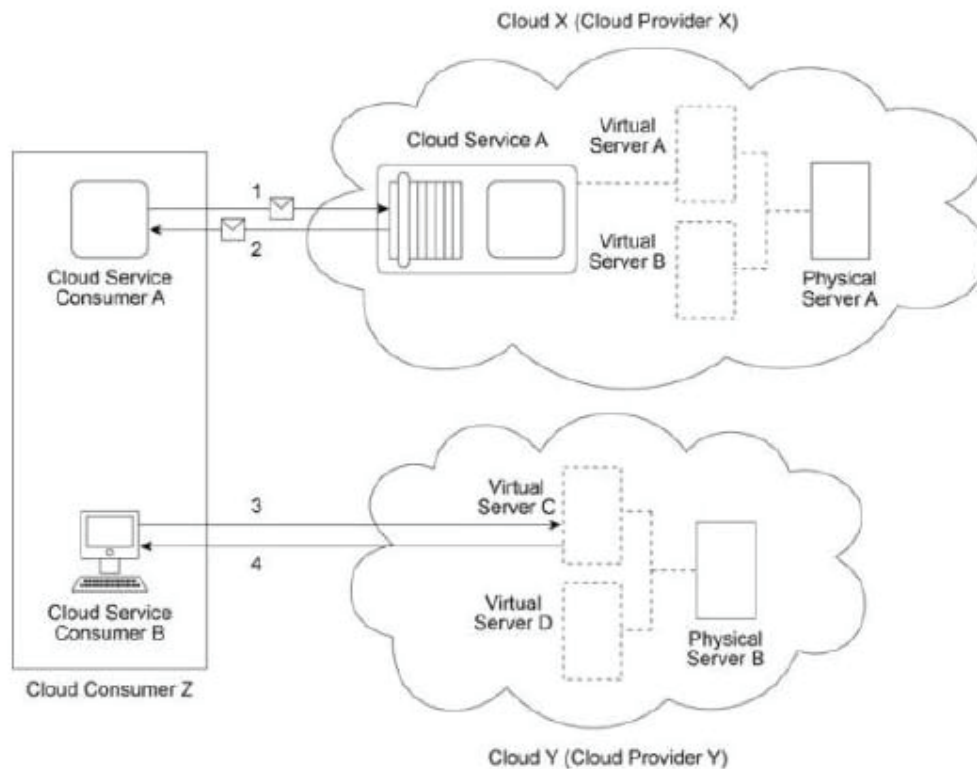 Cloud X (Cloud Provider X)
Cloud Service A
Virtual
Server A
1
2
Virtual
Server B
Cloud Service
Consumer A
Physical
Server A
3
Virtual
Server C
4
Cloud Service
Consumer B
Virtual
Server D
Physical
Server B
Cloud Consumer Z
Cloud Y (Cloud Provider Y)